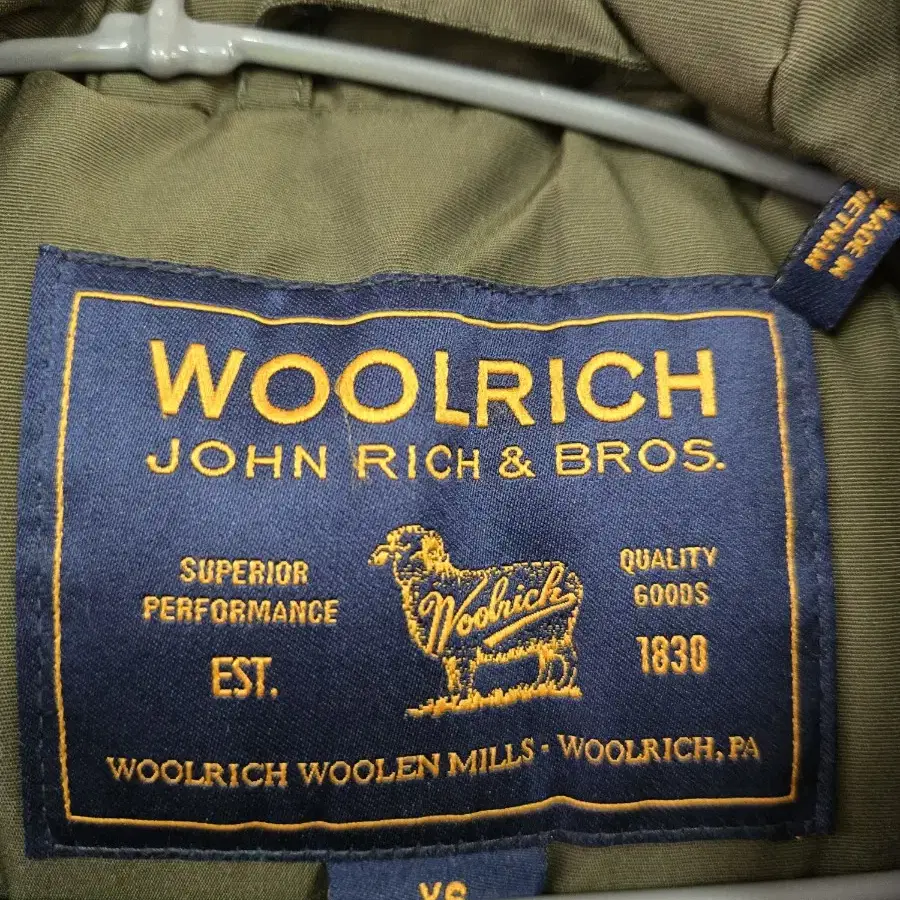 MADE IN
VIETNAM
WOOLRICH
JOHN RICH & BROS.
SUPERIOR
PERFORMANCE
EST.
Woolrich
QUALITY
GOODS
1830
WOOLRICH WOOLEN MILLS · WOOLRICH, PA
XS